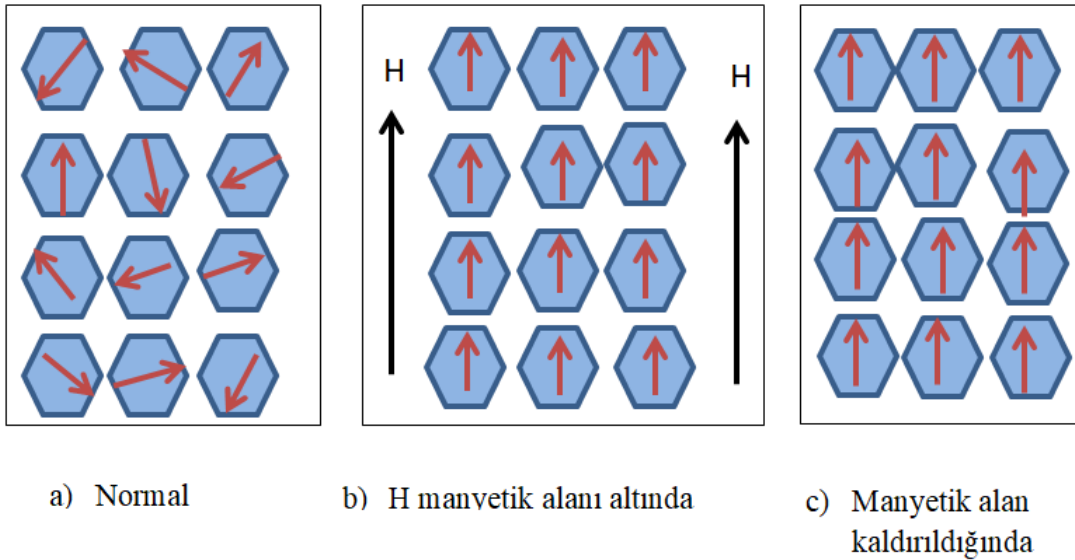 H
H
a) Normal
b) H manyetik alanı altında
c) Manyetik alan
kaldırıldığında